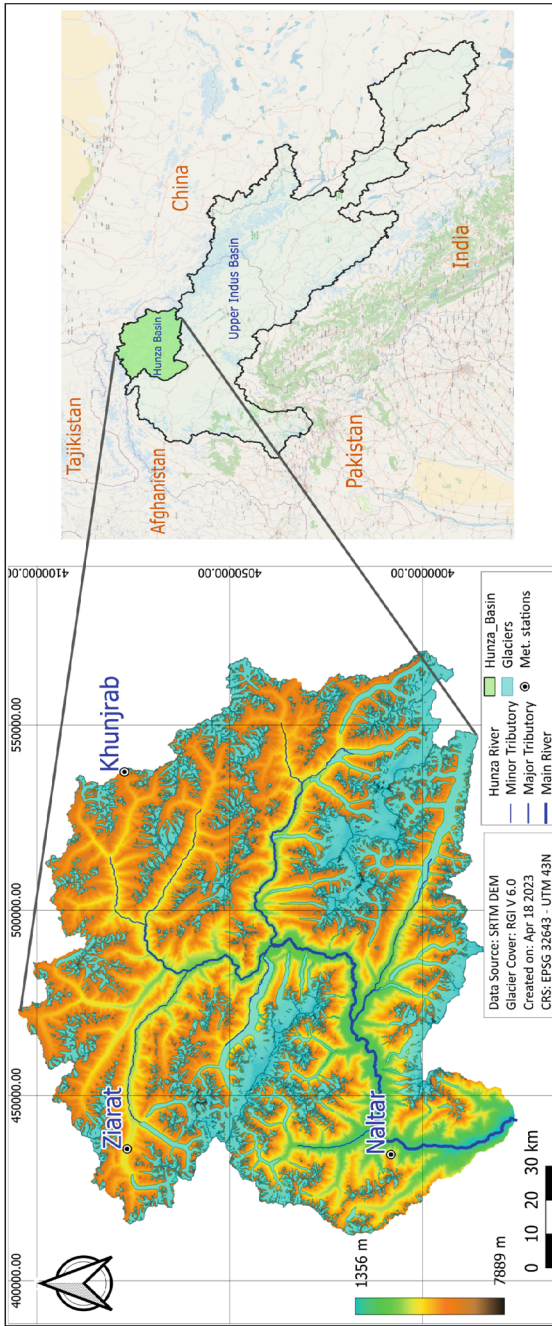 400000.00
450000.00
500000.00
550000.00
410000.00
405000.00
400000.00
Ziarat
Khunjrab
Naltar
1356 m
7889 m
0 10 20 30 km
Data Source: SRTM DEM
Glacier Cover: RGI V 6.0
Created on: Apr 18 2023
CRS: EPSG 32643 - UTM 43N
Hunza River
Minor Tributary
Major Tributary
Main River
Hunza_Basin
Glaciers
Met. stations
Tajikistan
China
Afghanistan
Hunza Basin
Upper Indus Basin
Pakistan
India